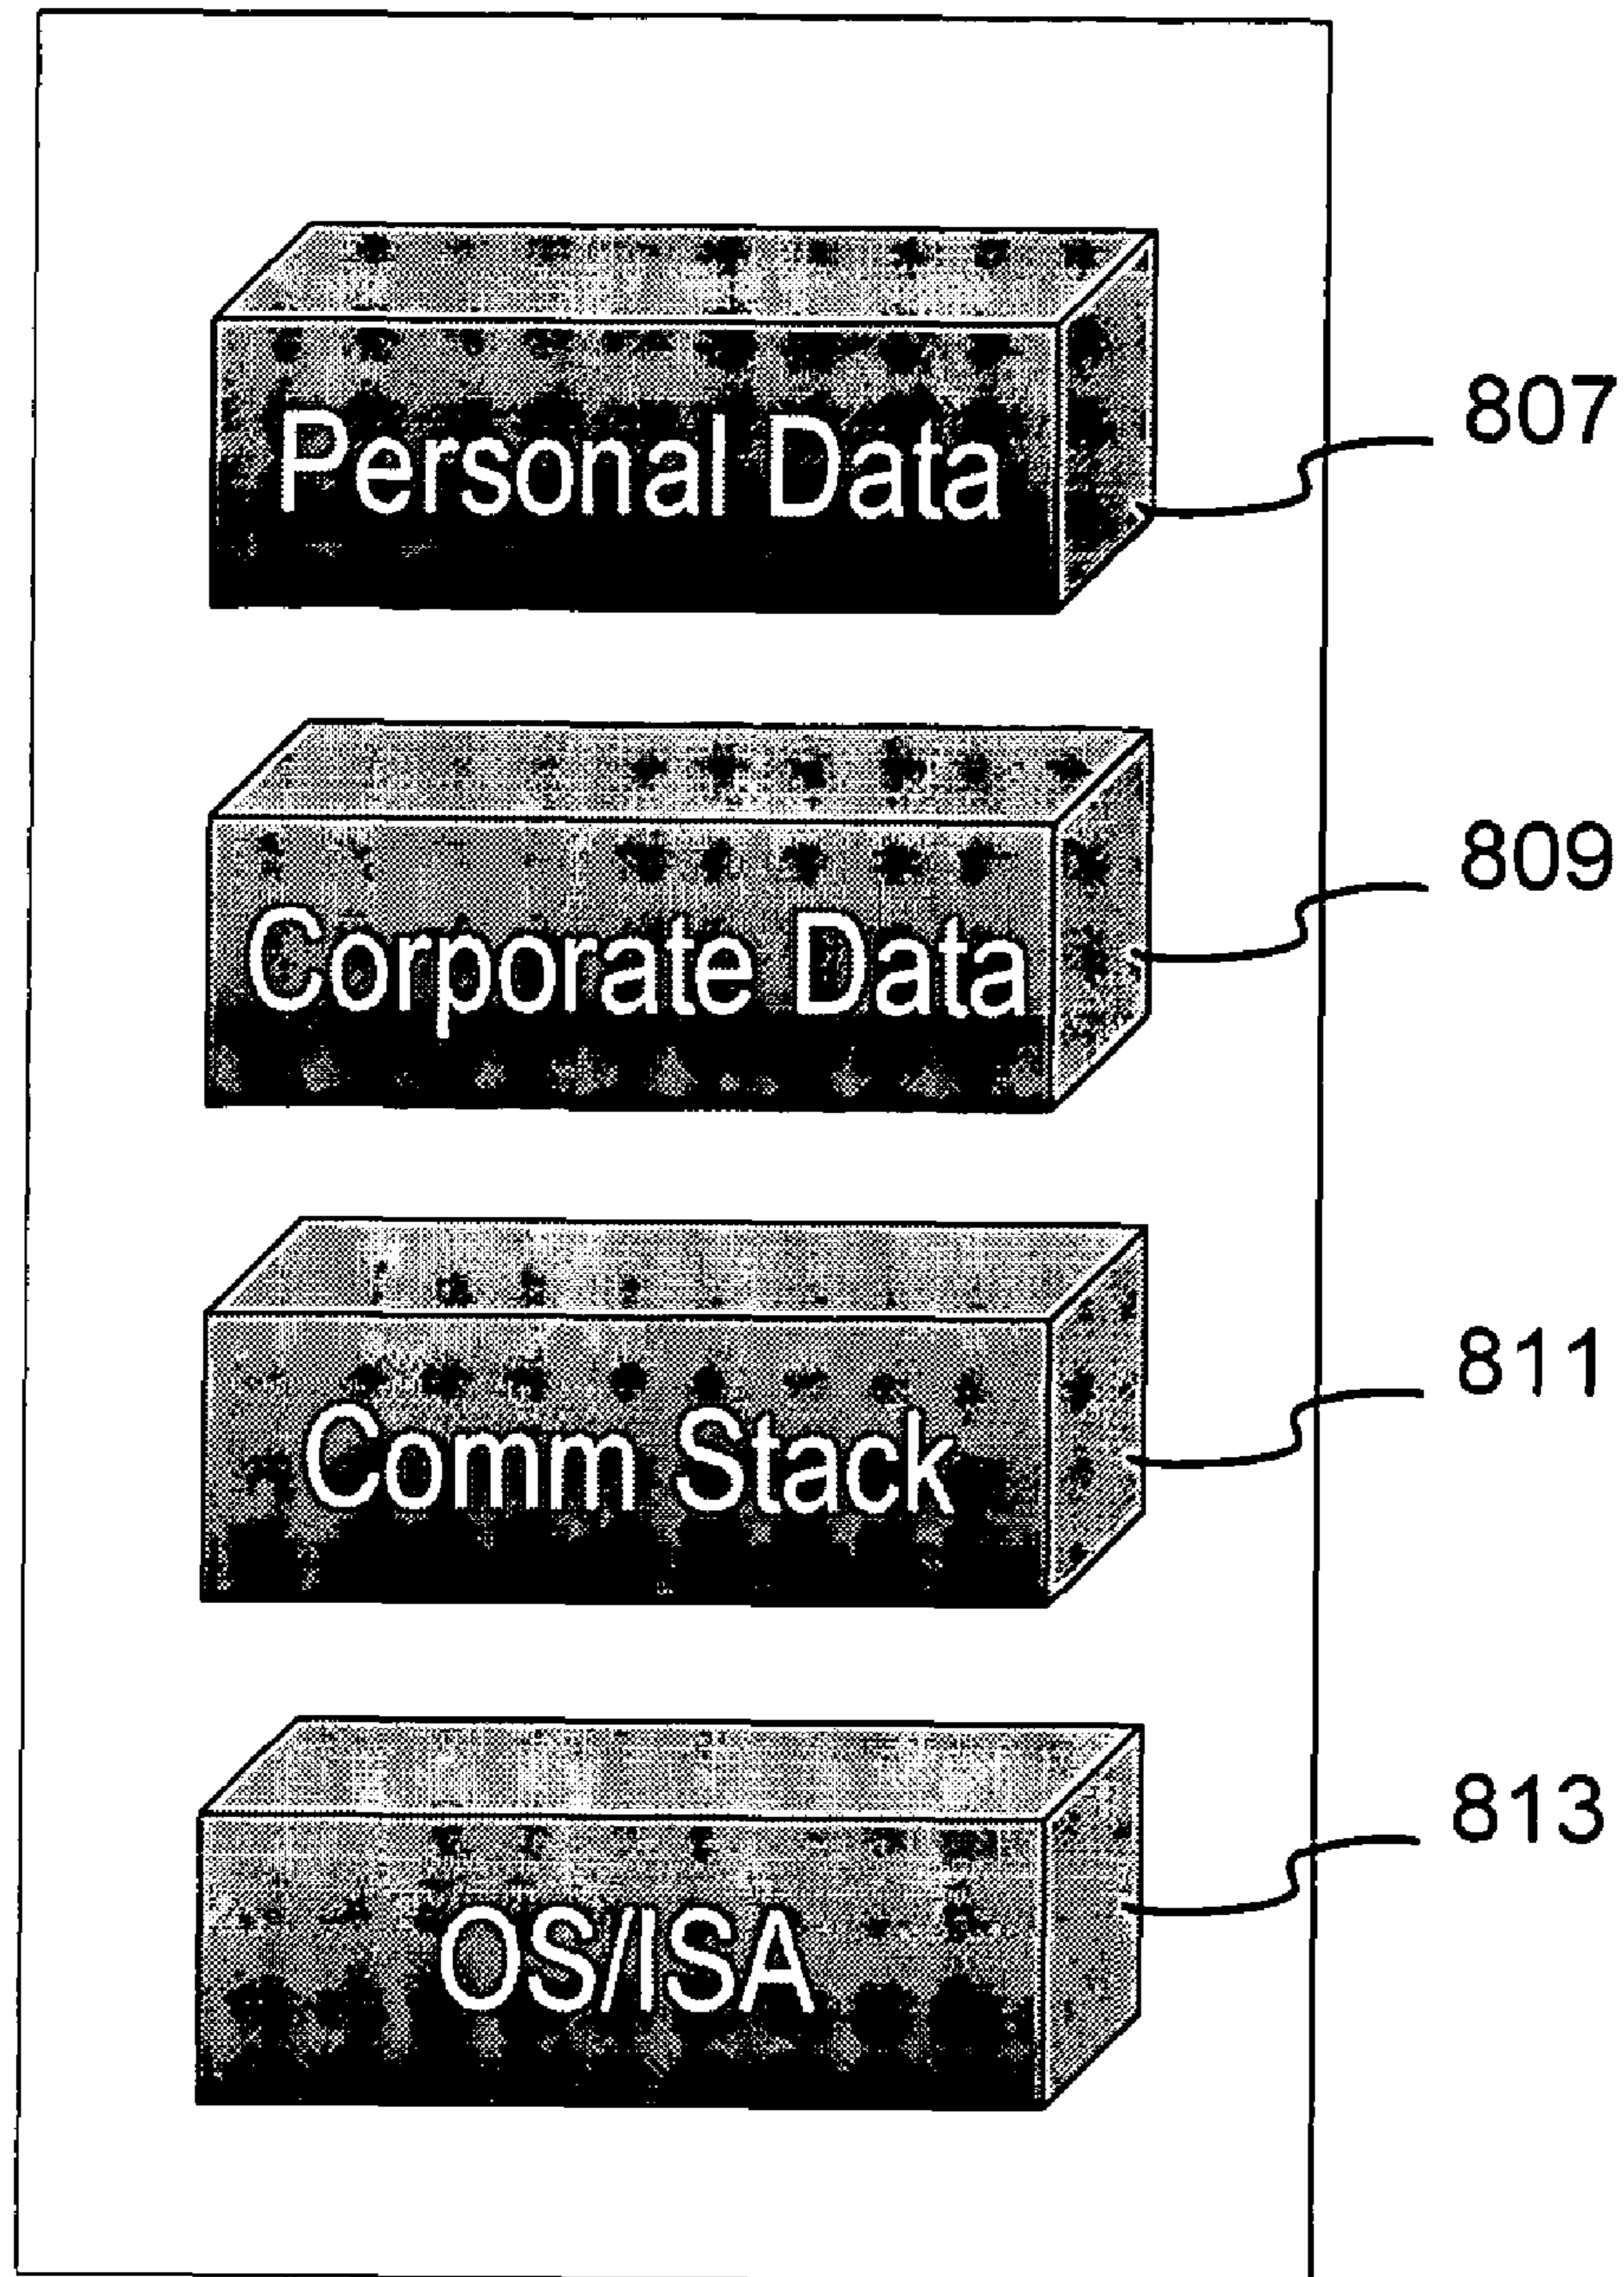 Personal Data
807
Corporate Data
809
Comm Stack
811
OS/ISA
813